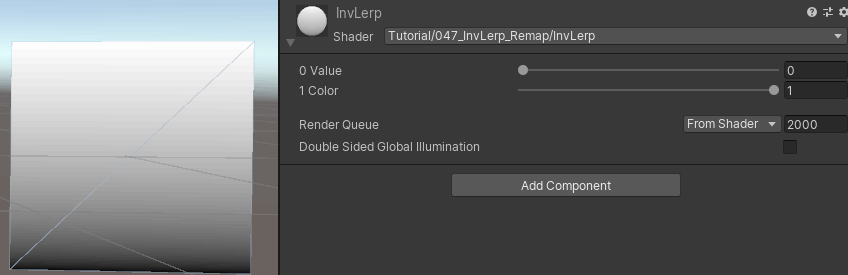 InvLerp
Shader Tutorial/047_InvLerp_Remap/InvLerp
0 Value 0
1 Color 1
Render Queue From Shader 2000
Double Sided Global Illumination
Add Component